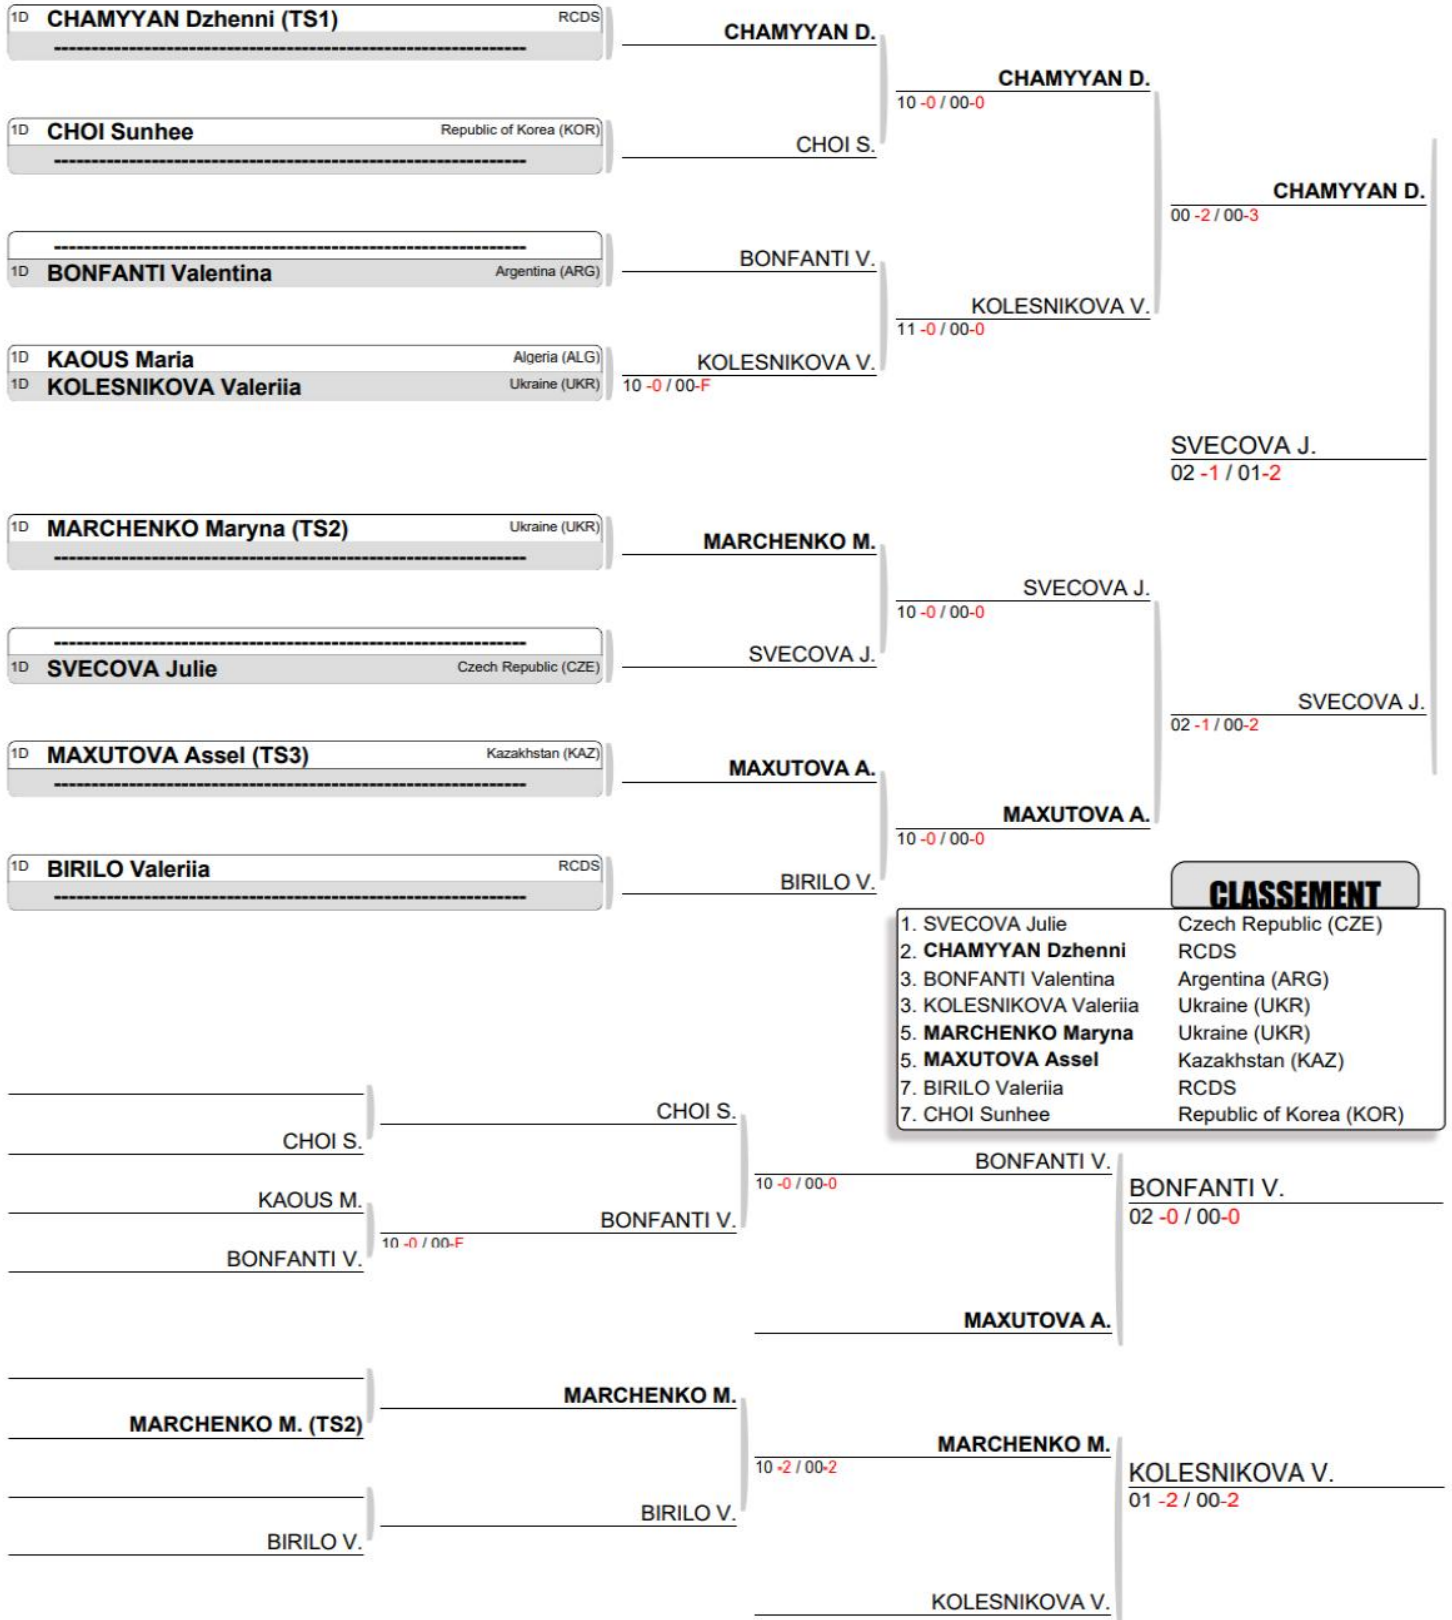 1D CHAMYYAN Dzhenni (TS1) RCDS
CHAMYYAN D.
CHAMYYAN D.
10 -0 / 00-0
1D CHOI Sunhee Republic of Korea (KOR)
CHOI S.
CHAMYYAN D.
00 -2 / 00-3
1D BONFANTI Valentina Argentina (ARG)
BONFANTI V.
KOLESNIKOVA V.
11 -0 / 00-0
1D KAOUS Maria Algeria (ALG)
1D KOLESNIKOVA Valeriia Ukraine (UKR)
KOLESNIKOVA V.
10 -0 / 00-F
SVECOVA J.
02 -1 / 01-2
1D MARCHENKO Maryna (TS2) Ukraine (UKR)
MARCHENKO M.
SVECOVA J.
10 -0 / 00-0
1D SVECOVA Julie Czech Republic (CZE)
SVECOVA J.
SVECOVA J.
02 -1 / 00-2
1D MAXUTOVA Assel (TS3) Kazakhstan (KAZ)
MAXUTOVA A.
MAXUTOVA A.
10 -0 / 00-0
1D BIRILO Valeriia RCDS
BIRILO V.
CLASSEMENT
1. SVECOVA Julie Czech Republic (CZE)
2. CHAMYYAN Dzhenni RCDS
3. BONFANTI Valentina Argentina (ARG)
3. KOLESNIKOVA Valeriia Ukraine (UKR)
5. MARCHENKO Maryna Ukraine (UKR)
5. MAXUTOVA Assel Kazakhstan (KAZ)
7. BIRILO Valeriia RCDS
7. CHOI Sunhee Republic of Korea (KOR)
CHOI S.
CHOI S.
BONFANTI V.
10 -0 / 00-0
BONFANTI V.
02 -0 / 00-0
KAOUS M.
BONFANTI V.
10 -0 / 00-F
BONFANTI V.
MAXUTOVA A.
MARCHENKO M.
MARCHENKO M. (TS2)
MARCHENKO M.
10 -2 / 00-2
KOLESNIKOVA V.
01 -2 / 00-2
BIRILO V.
BIRILO V.
KOLESNIKOVA V.